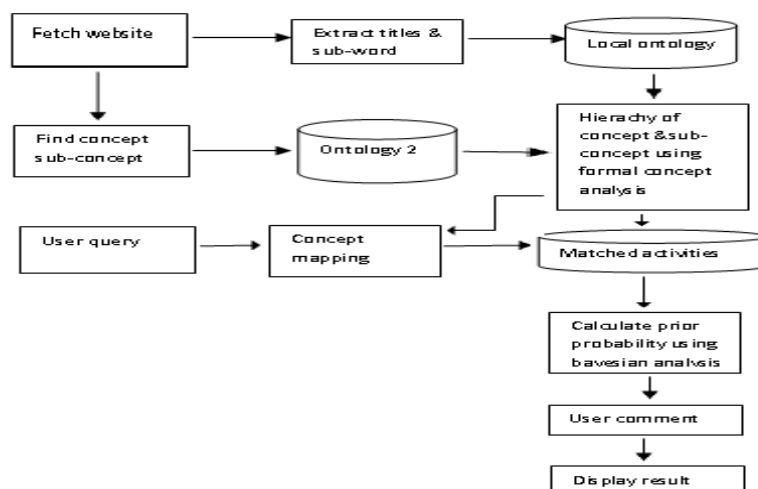 Fetch website
Extract titles &
sub-word
Local ontology
Find concept
sub-concept
Ontology 2
Hierachy of
concept &sub-
concept using
formal concept
analysis
User query
Concept
mapping
Matched activities
Calculate prior
probability using
bayesian analysis
User comment
Display result